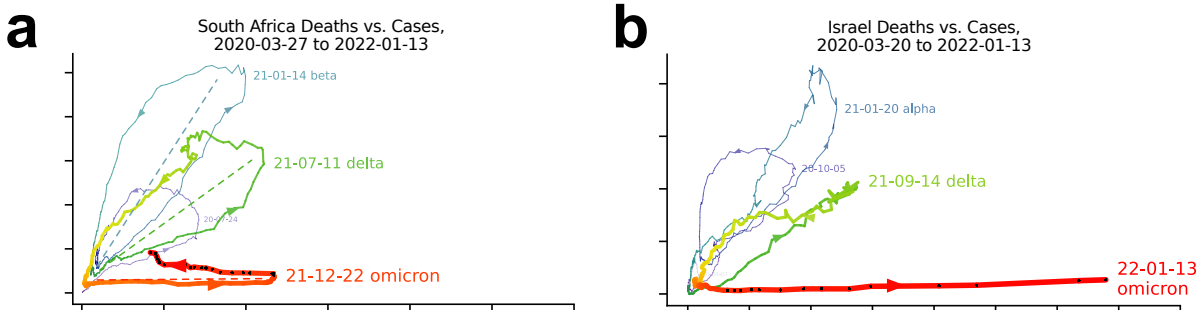 a
South Africa Deaths vs. Cases,
2020-03-27 to 2022-01-13
21-01-14 beta
21-07-11 delta
20-07-24
21-12-22 omicron
b
Israel Deaths vs. Cases,
2020-03-20 to 2022-01-13
21-01-20 alpha
20-10-05
21-09-14 delta
22-01-13
omicron